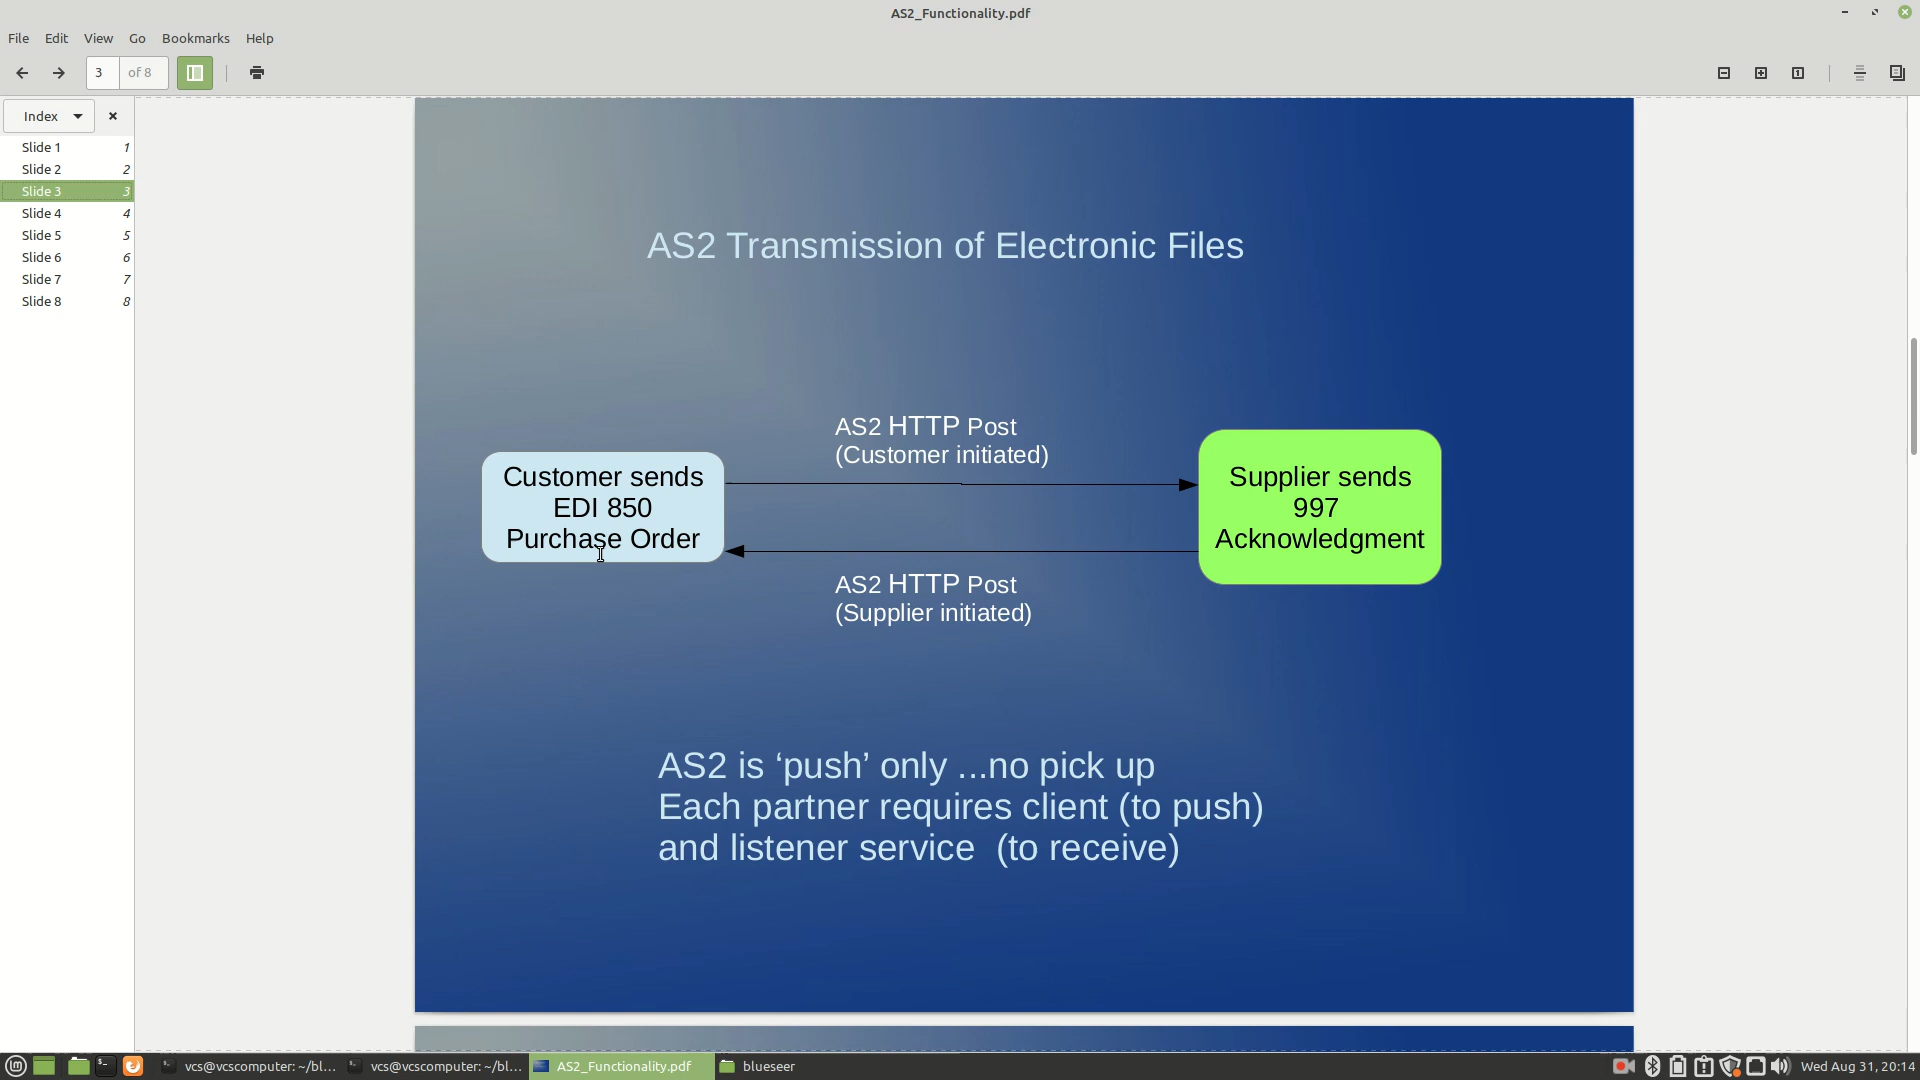 AS2_Functionality.pdf
File Edit View Go Bookmarks Help
3 of 8
Index
Slide 1 1
Slide 2 2
Slide 3 3
Slide 4 4
Slide 5 5
Slide 6 6
Slide 7 7
Slide 8 8
AS2 Transmission of Electronic Files
AS2 HTTP Post
(Customer initiated)
Customer sends
EDI 850
Purchase Order
Supplier sends
997
Acknowledgment
AS2 HTTP Post
(Supplier initiated)
AS2 is ‘push’ only ...no pick up
Each partner requires client (to push)
and listener service (to receive)
vcs@vcscomputer: ~/bl... vcs@vcscomputer: ~/bl... AS2_Functionality.pdf blueseer Wed Aug 31, 20:14